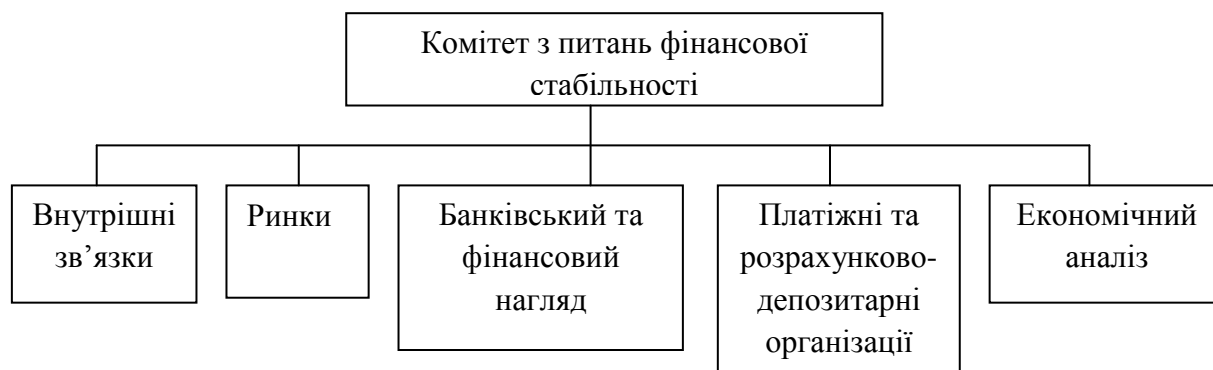 Комітет з питань фінансової
стабільності
Внутрішні
зв’язки
Ринки
Банківський та
фінансовий
нагляд
Платіжні та
розрахунково-
депозитарні
організації
Економічний
аналіз